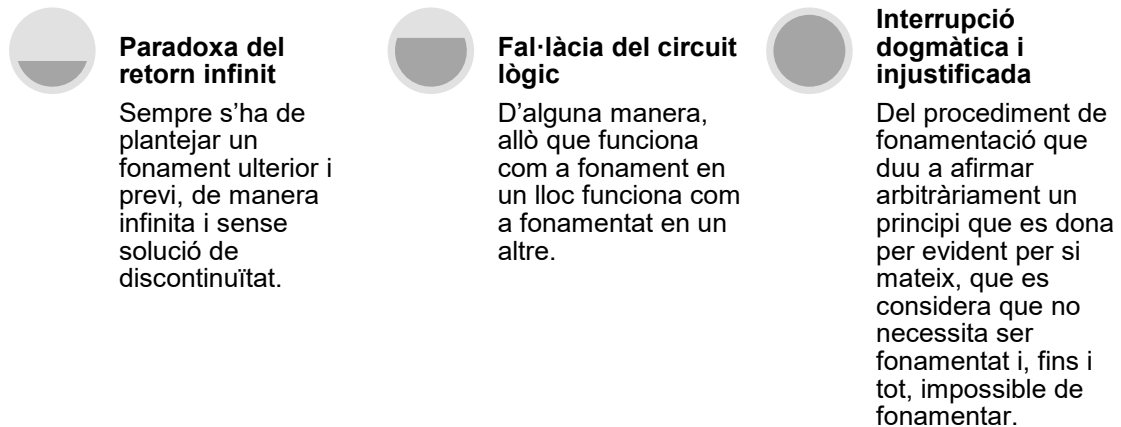 Paradoxa del
retorn infinit
Sempre s’ha de
plantejar un
fonament ulterior i
previ, de manera
infinita i sense
solució de
discontinuïtat.
Fal·làcia del circuit
lògic
D’alguna manera,
allò que funciona
com a fonament en
un lloc funciona com
a fonamentat en un
altre.
Interrupció
dogmàtica i
injustificada
Del procediment de
fonamentació que
duu a afirmar
arbitràriament un
principi que es dona
per evident per si
mateix, que es
considera que no
necessita ser
fonamentat i, fins i
tot, impossible de
fonamentar.